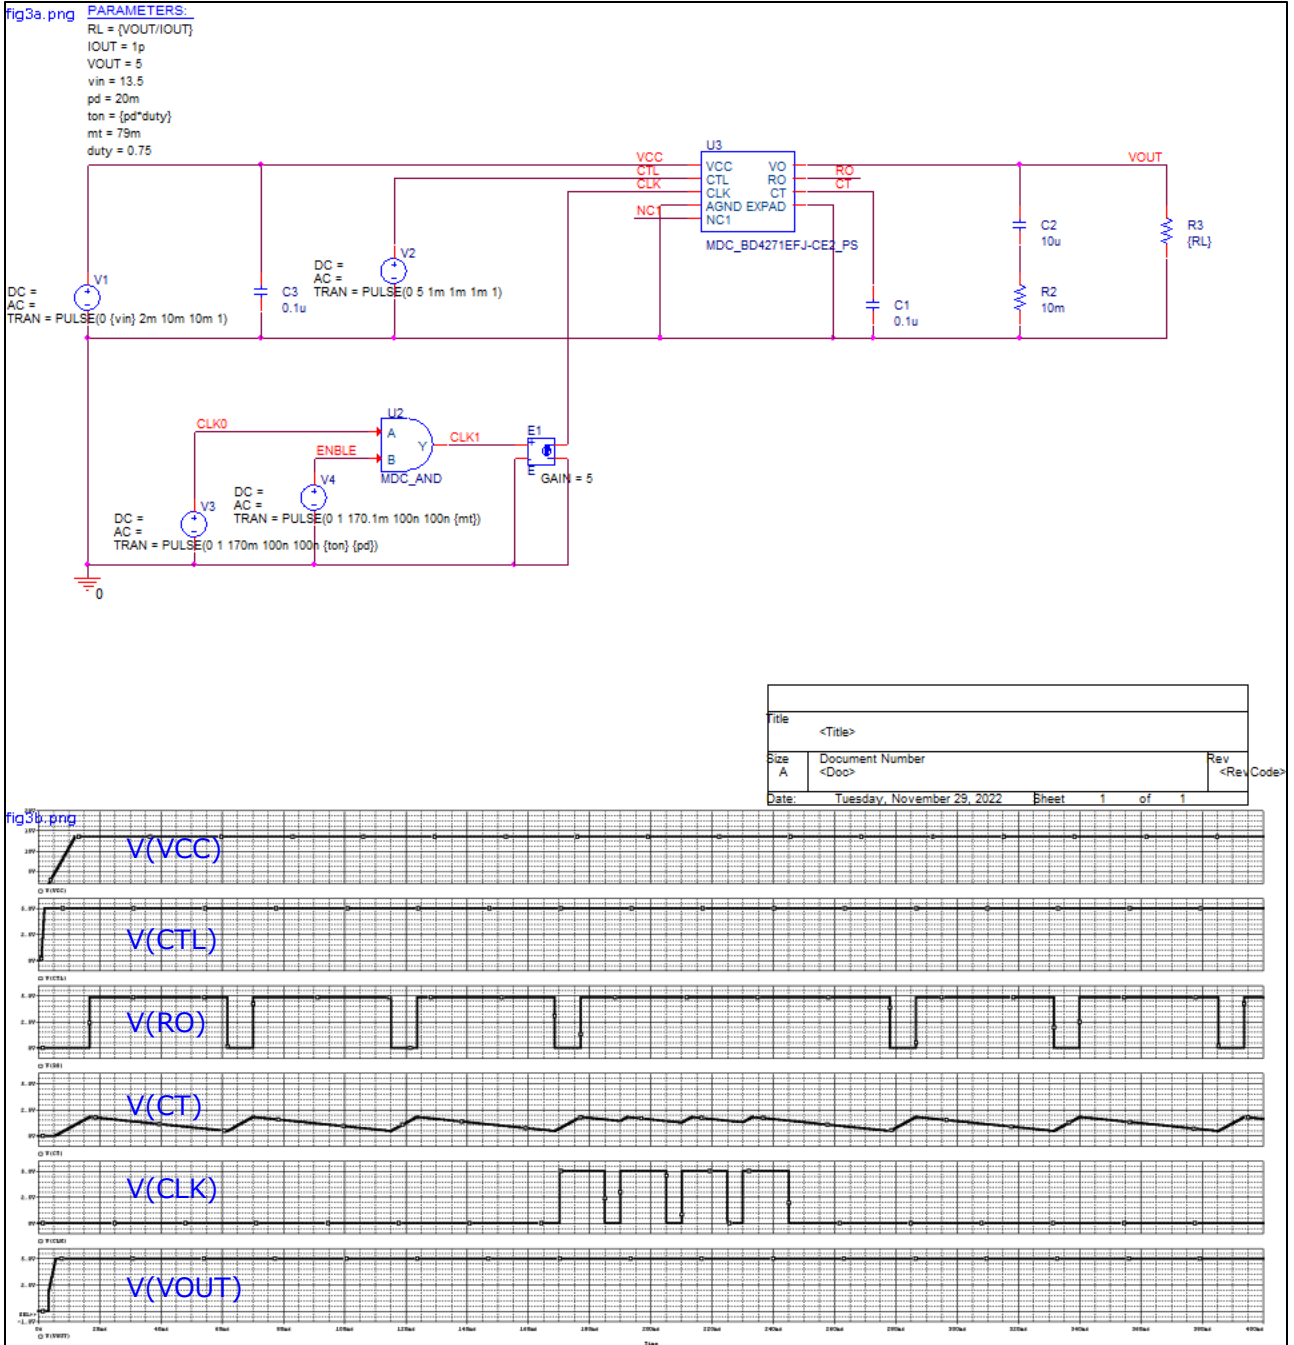 fig3a.png
PARAMETERS:
RL = {VOUT/IOUT}
IOUT = 1p
VOUT = 5
vin = 13.5
pd = 20m
ton = {pd*duty}
mt = 79m
duty = 0.75
U3
VCC
CTL
CLK
NC1
VCC
CTL
CLK
AGND
NC1
VO
RO
CT
EXPAD
RO
CT
VOUT
MDC_BD4271EFJ-CE2_PS
V1
DC =
AC =
TRAN = PULSE(0 {vin} 2m 10m 10m 1)
C3
0.1u
V2
DC =
AC =
TRAN = PULSE(0 5 1m 1m 1m 1)
C1
0.1u
C2
10u
R2
10m
R3
{RL}
U2
CLK0
A
ENBLE
B
Y
CLK1
MDC_AND
E1
E
GAIN = 5
V4
DC =
AC =
TRAN = PULSE(0 1 170.1m 100n 100n {mt})
V3
DC =
AC =
TRAN = PULSE(0 1 170m 100n 100n {ton} {pd})
0
Title
<Title>
Size
A
Document Number
<Doc>
Rev
<RevCode>
Date:
Tuesday, November 29, 2022
Sheet
1
of
1
fig3b.png
V(VCC)
V(CTL)
V(RO)
V(CT)
V(CLK)
V(VOUT)